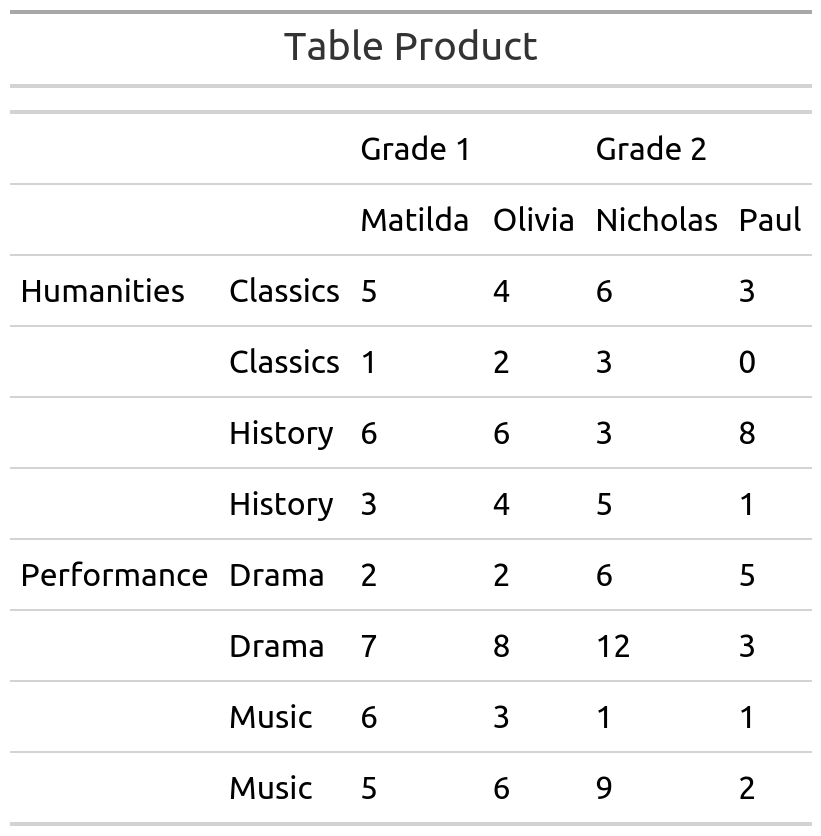 Table Product
Grade 1 Grade 2
Matilda Olivia Nicholas Paul
Humanities Classics 5 4 6 3
Classics 1 2 3 0
History 6 6 3 8
History 3 4 5 1
Performance Drama 2 2 6 5
Drama 7 8 12 3
Music 6 3 1 1
Music 5 6 9 2